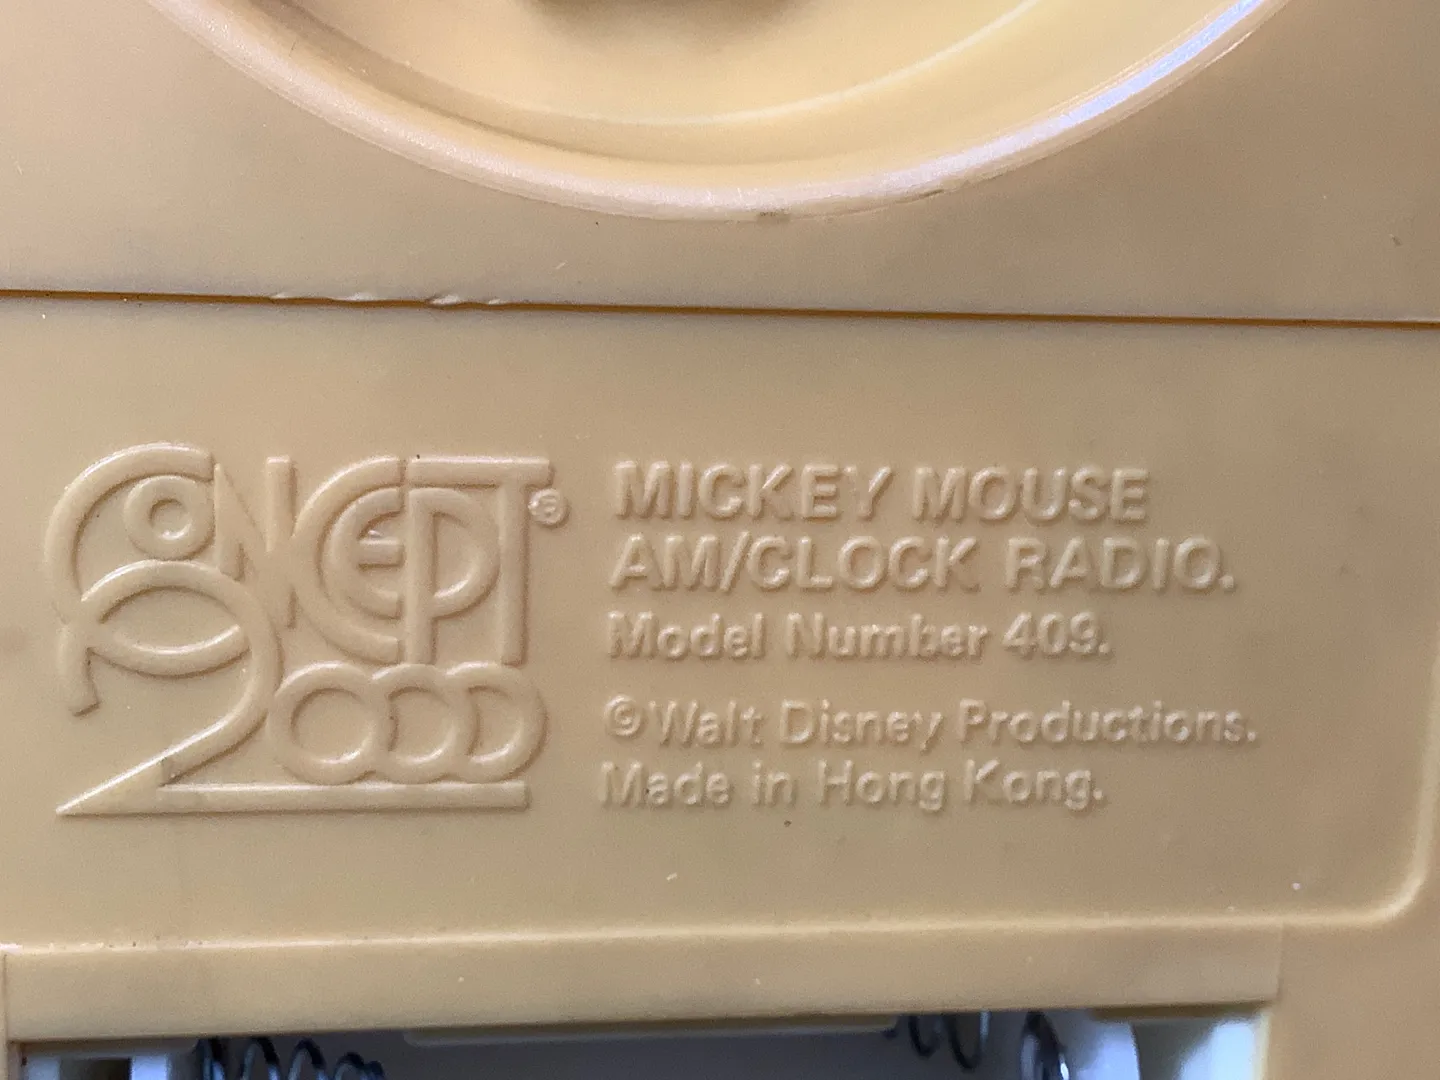 CONCEPT®
2000
MICKEY MOUSE
AM/CLOCK RADIO.
Model Number 409.
©Walt Disney Productions.
Made in Hong Kong.